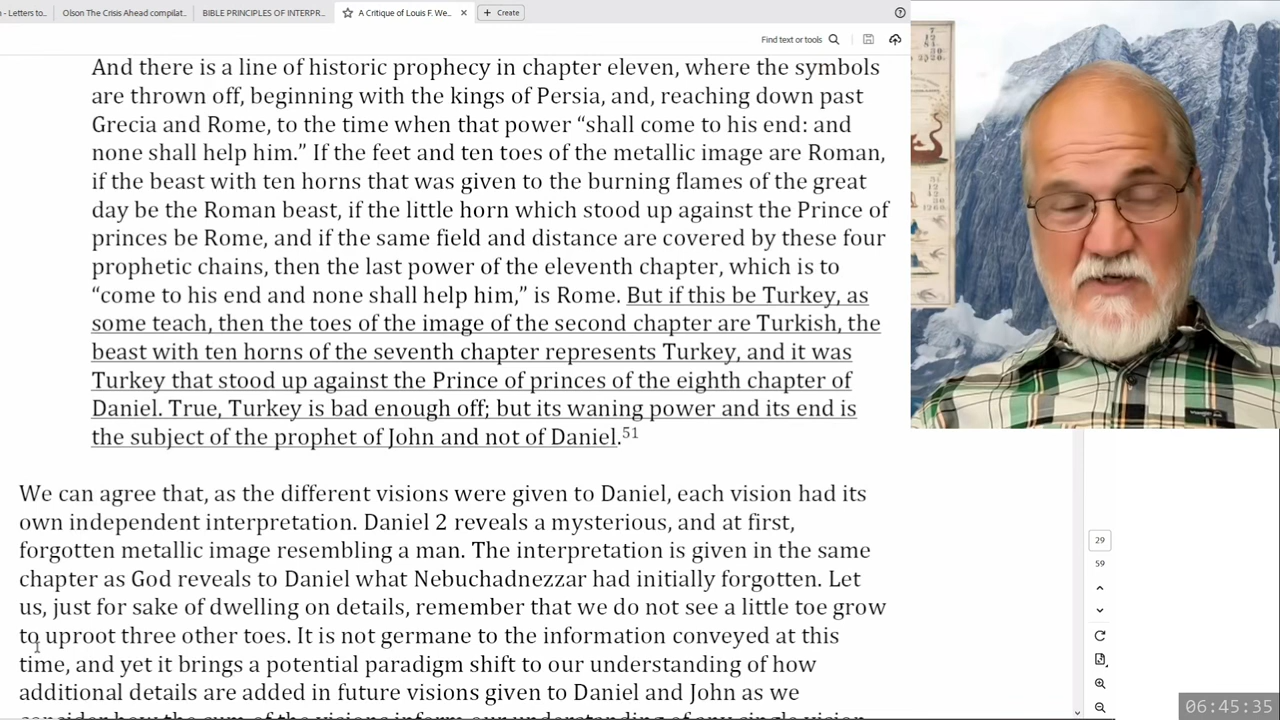 - Letters to...
Olson The Crisis Ahead compilat...
BIBLE PRINCIPLES OF INTERPR...
A Critique of Louis F. We...
Create
Find text or tools
And there is a line of historic prophecy in chapter eleven, where the symbols
are thrown off, beginning with the kings of Persia, and, reaching down past
Grecia and Rome, to the time when that power “shall come to his end: and
none shall help him.” If the feet and ten toes of the metallic image are Roman,
if the beast with ten horns that was given to the burning flames of the great
day be the Roman beast, if the little horn which stood up against the Prince of
princes be Rome, and if the same field and distance are covered by these four
prophetic chains, then the last power of the eleventh chapter, which is to
“come to his end and none shall help him,” is Rome. But if this be Turkey, as
some teach, then the toes of the image of the second chapter are Turkish, the
beast with ten horns of the seventh chapter represents Turkey, and it was
Turkey that stood up against the Prince of princes of the eighth chapter of
Daniel. True, Turkey is bad enough off; but its waning power and its end is
the subject of the prophet of John and not of Daniel.51
We can agree that, as the different visions were given to Daniel, each vision had its
own independent interpretation. Daniel 2 reveals a mysterious, and at first,
forgotten metallic image resembling a man. The interpretation is given in the same
chapter as God reveals to Daniel what Nebuchadnezzar had initially forgotten. Let
us, just for sake of dwelling on details, remember that we do not see a little toe grow
to uproot three other toes. It is not germane to the information conveyed at this
time, and yet it brings a potential paradigm shift to our understanding of how
additional details are added in future visions given to Daniel and John as we
consider how the sum of the visions inform our understanding of any single vision
29
59
06:45:35